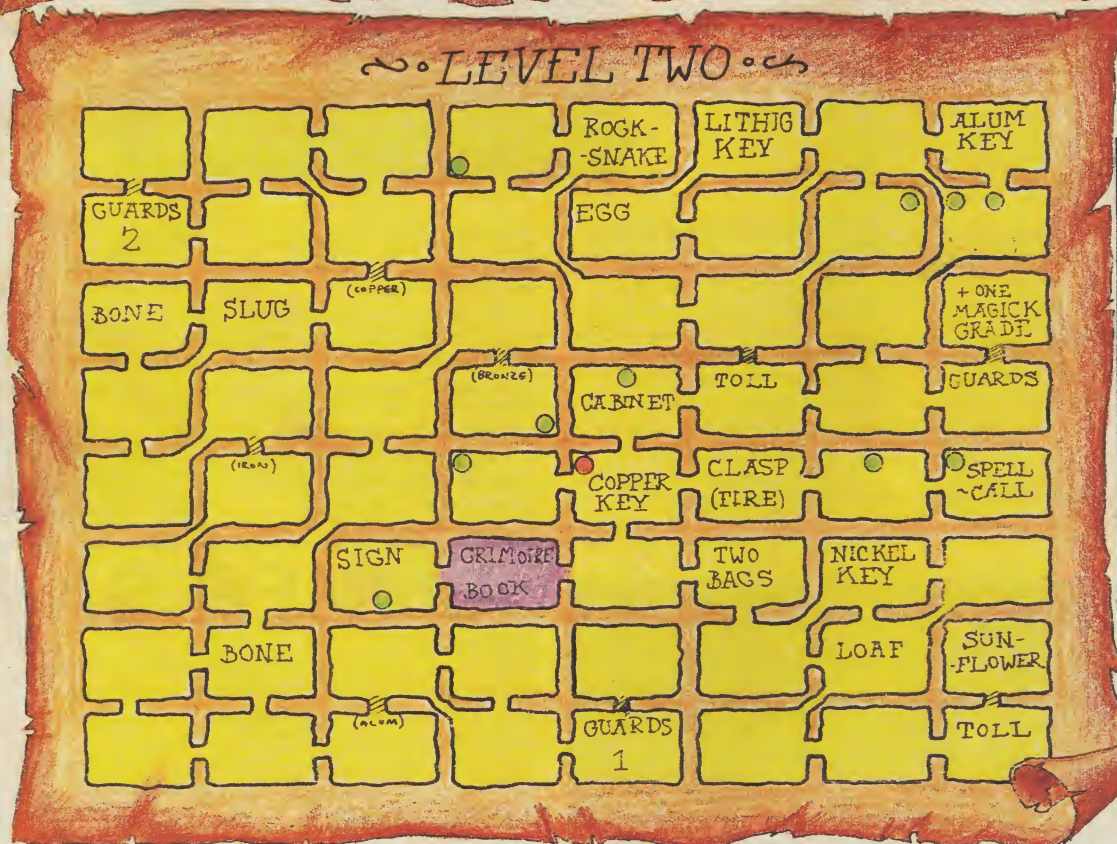 LEVEL TWO
ROCK-
-SNAKE
LITHIG
KEY
ALUM
KEY
GUARDS
2
EGG
(COPPER)
BONE
SLUG
+ ONE
MAGICK
GRADE
(BRONZE)
CABINET
TOLL
GUARDS
(IRON)
COPPER
KEY
CLASP
(FIRE)
SPELL
~CALL
SIGN
GRIMOIRE
BOOK
TWO
BAGS
NICKEL
KEY
BONE
LOAF
SUN-
-FLOWER
(ALUM)
GUARDS
1
TOLL